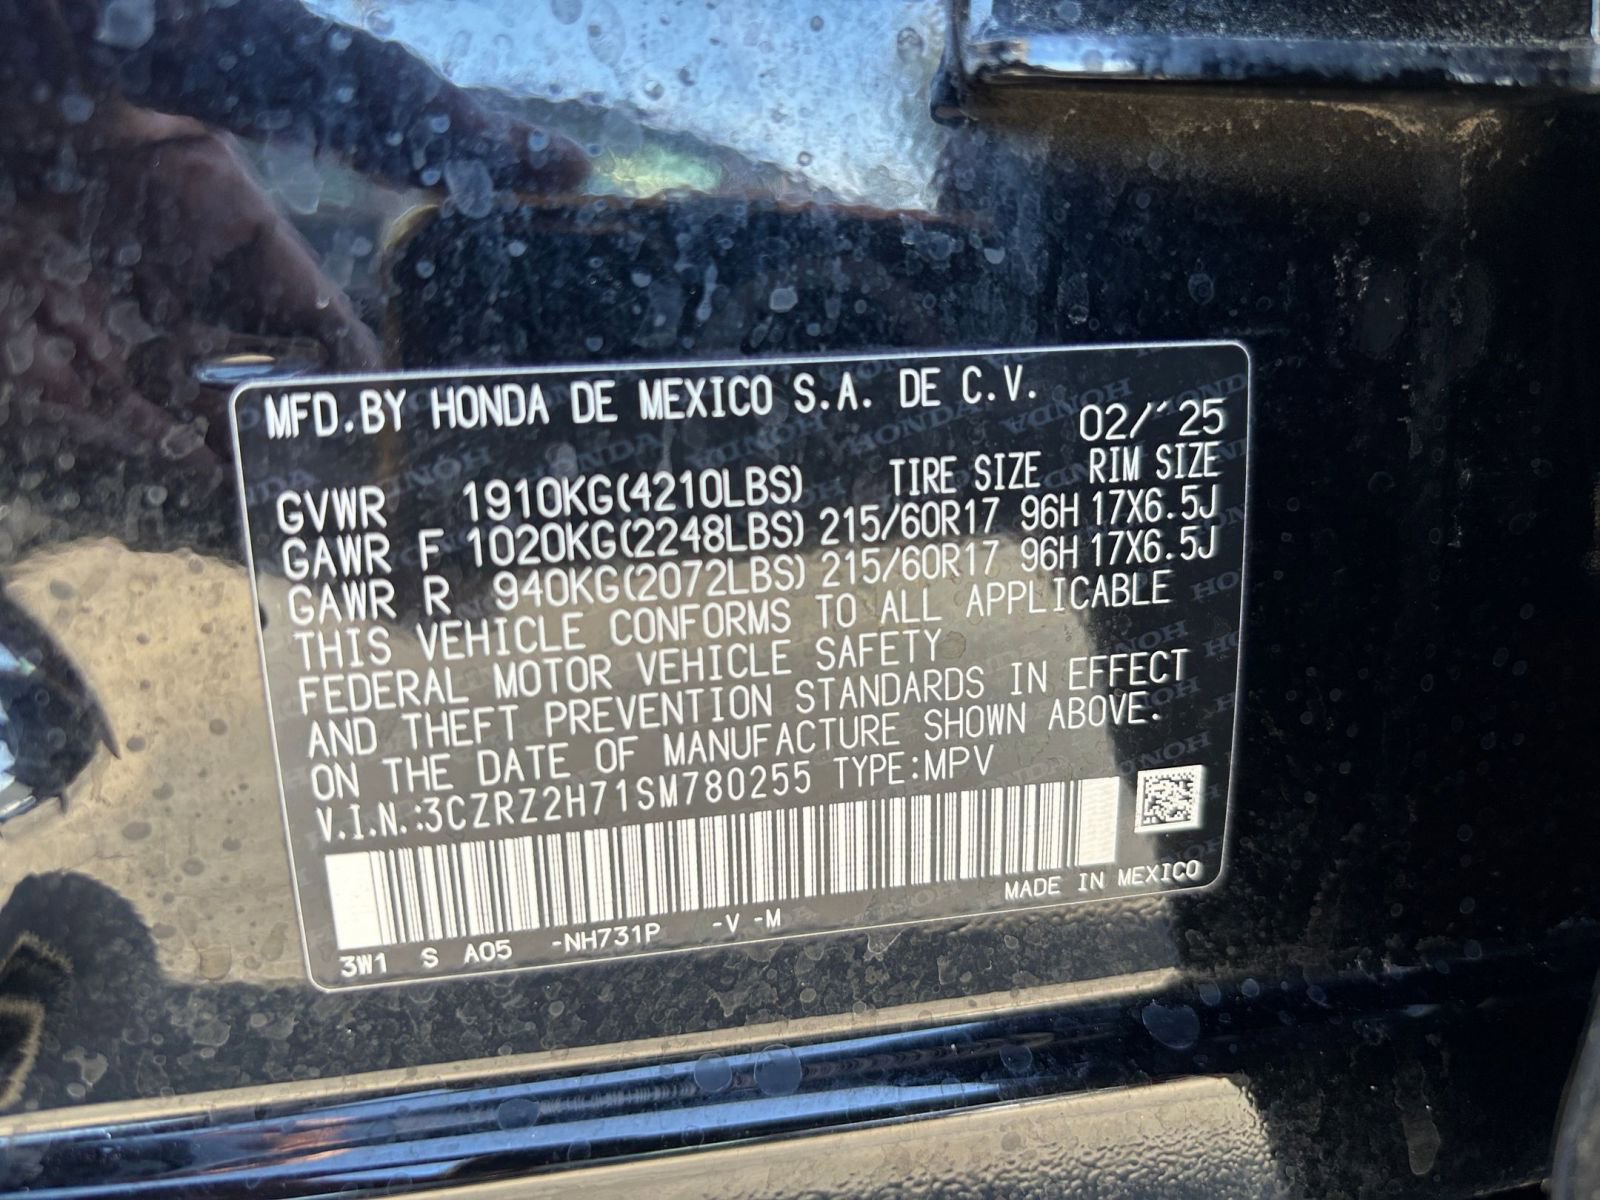 MFD.BY HONDA DE MEXICO S.A. DE C.V.
02/'25
GVWR 1910KG(4210LBS) TIRE SIZE RIM SIZE
GAWR F 1020KG(2248LBS) 215/60R17 96H 17X6.5J
GAWR R 940KG(2072LBS) 215/60R17 96H 17X6.5J
THIS VEHICLE CONFORMS TO ALL APPLICABLE
FEDERAL MOTOR VEHICLE SAFETY
AND THEFT PREVENTION STANDARDS IN EFFECT
ON THE DATE OF MANUFACTURE SHOWN ABOVE.
V.I.N.:3CZRZ2H71SM780255 TYPE:MPV
MADE IN MEXICO
3W1 S A05 -NH731P -V -M